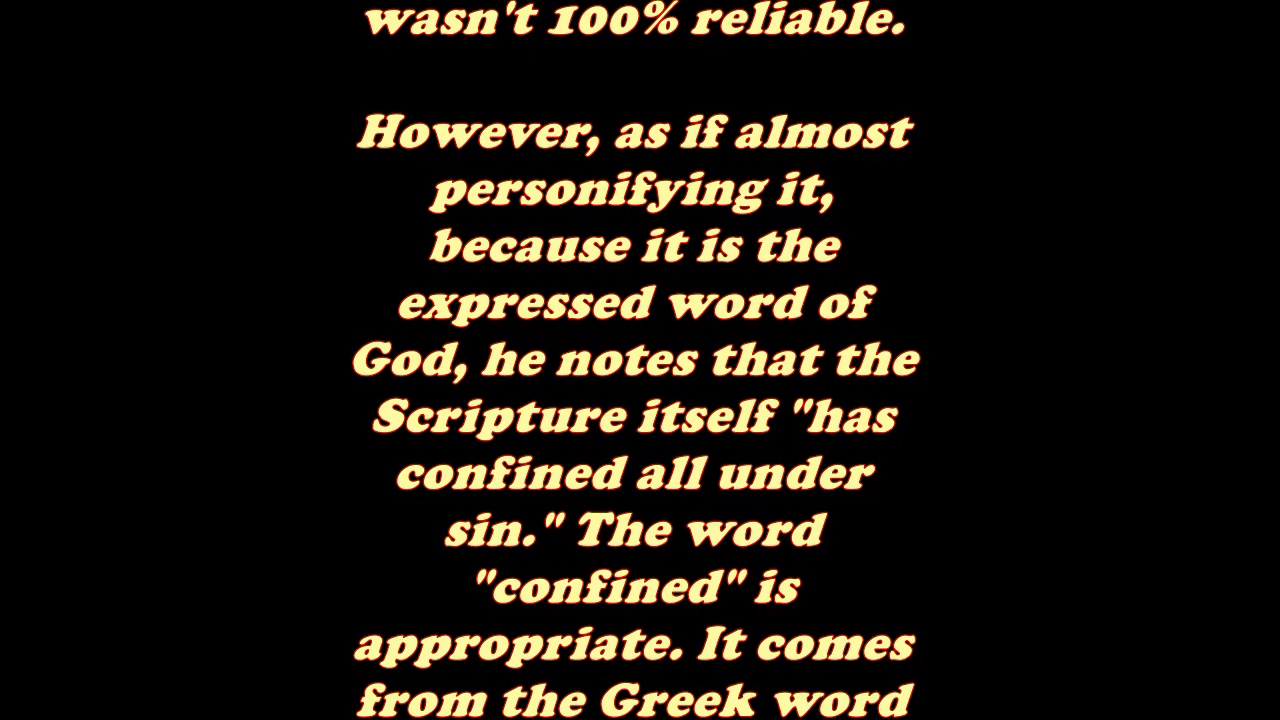 wasn't 100% reliable.
However, as if almost
personifying it,
because it is the
expressed word of
God, he notes that the
Scripture itself "has
confined all under
sin." The word
"confined" is
appropriate. It comes
from the Greek word